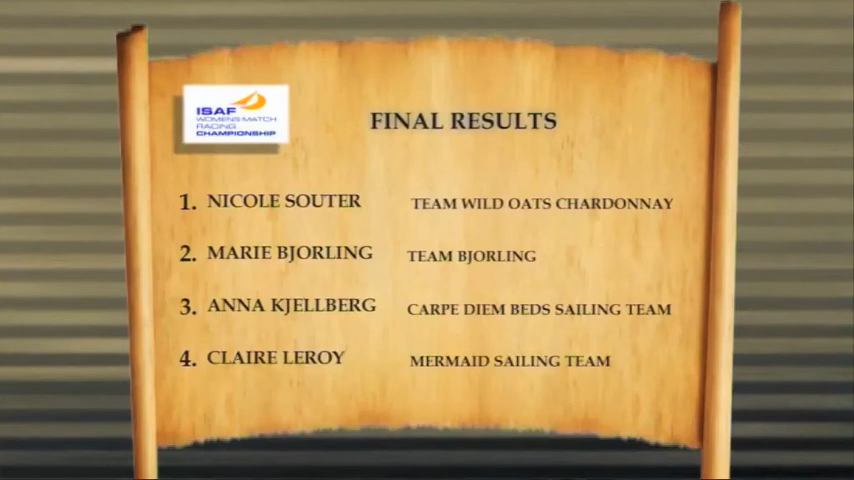 ISAF
WOMENS MATCH
RACING
CHAMPIONSHIP
FINAL RESULTS
1. NICOLE SOUTER TEAM WILD OATS CHARDONNAY
2. MARIE BJORLING TEAM BJORLING
3. ANNA KJELLBERG CARPE DIEM BEDS SAILING TEAM
4. CLAIRE LEROY MERMAID SAILING TEAM